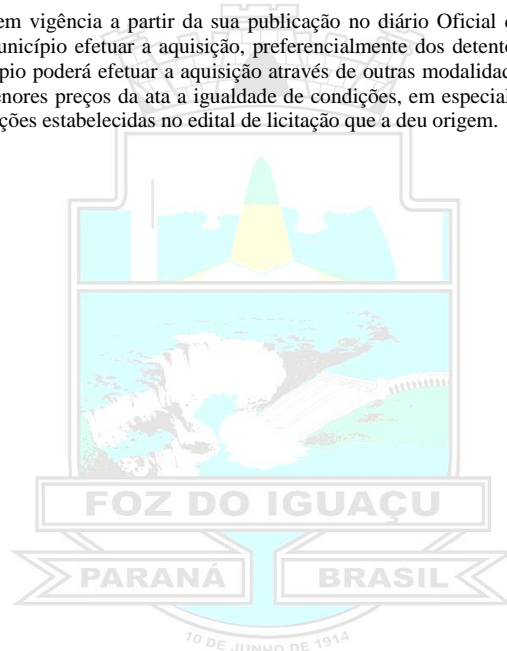 em vigência a partir da sua publicação no diário Oficial
unicípio efetuar a aquisição, preferencialmente dos detento
pio poderá efetuar a aquisição através de outras modalidad
enores preços da ata a igualdade de condições, em especial
ções estabelecidas no edital de licitação que a deu origem.
FOZ DO IGUAÇU
PARANÁ BRASIL
10 DE JUNHO DE 1914